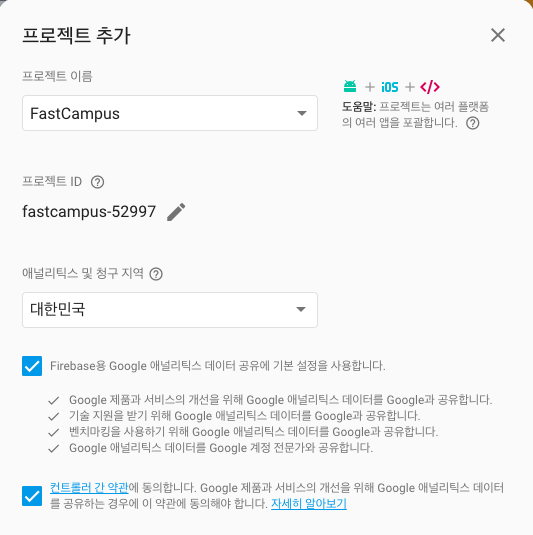 프로젝트 추가
프로젝트 이름
FastCampus
+ iOS + </>
도움말: 프로젝트는 여러 플랫폼
의 여러 앱을 포괄합니다.
프로젝트 ID
fastcampus-52997
애널리틱스 및 청구 지역
대한민국
Firebase용 Google 애널리틱스 데이터 공유에 기본 설정을 사용합니다.
Google 제품과 서비스의 개선을 위해 Google 애널리틱스 데이터를 Google과 공유합니다.
기술 지원을 받기 위해 Google 애널리틱스 데이터를 Google과 공유합니다.
벤치마킹을 사용하기 위해 Google 애널리틱스 데이터를 Google과 공유합니다.
Google 애널리틱스 데이터를 Google 계정 전문가와 공유합니다.
컨트롤러 간 약관에 동의합니다. Google 제품과 서비스의 개선을 위해 Google 애널리틱스 데이터
를 공유하는 경우에 이 약관에 동의해야 합니다. 자세히 알아보기